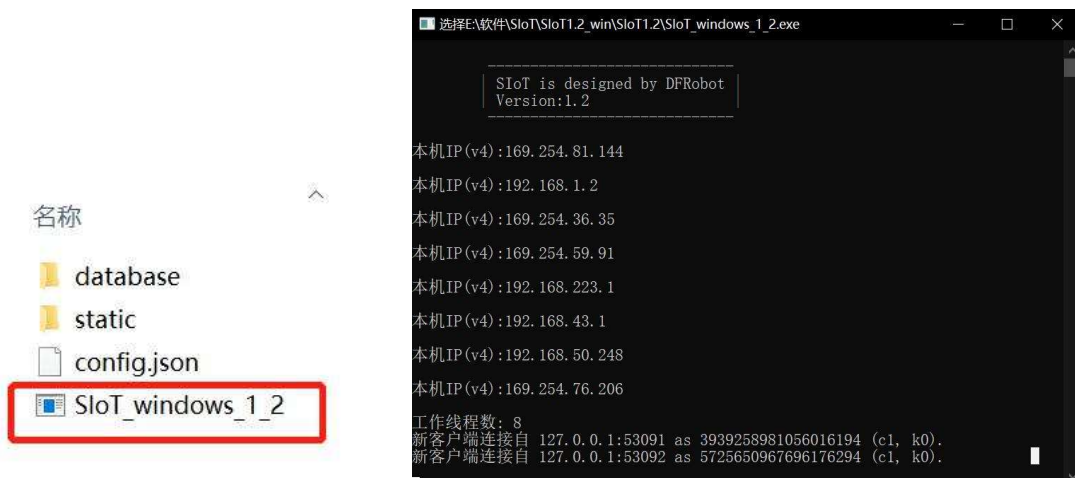 名称
database
static
config.json
SIoT_windows_1_2
选择E:\软件\SIoT\SIoT1.2_win\SIoT1.2\SIoT_windows_1_2.exe
SIoT is designed by DFRobot
Version:1.2
本机IP(v4):169.254.81.144
本机IP(v4):192.168.1.2
本机IP(v4):169.254.36.35
本机IP(v4):169.254.59.91
本机IP(v4):192.168.223.1
本机IP(v4):192.168.43.1
本机IP(v4):192.168.50.248
本机IP(v4):169.254.76.206
工作线程数: 8
新客户端连接自 127.0.0.1:53091 as 3939258981056016194 (c1, k0).
新客户端连接自 127.0.0.1:53092 as 5725650967696176294 (c1, k0).